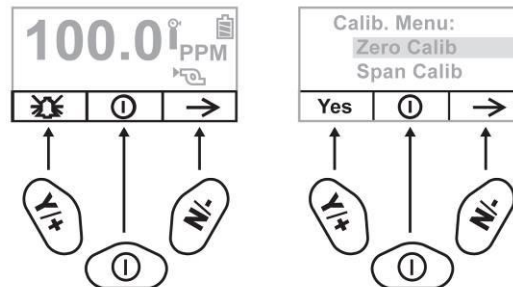 100.0 PPM
Y/+
N/-
Calib. Menu:
Zero Calib
Span Calib
Yes
Y/+
N/-